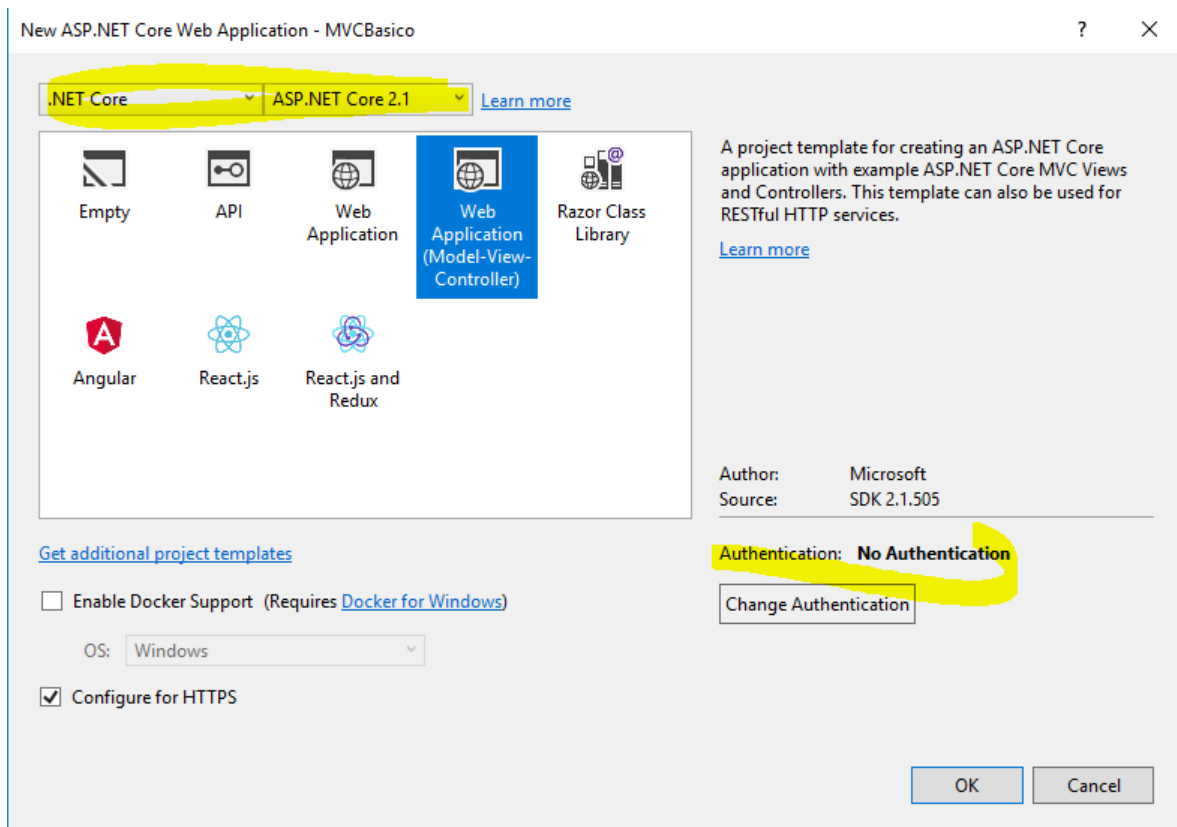 New ASP.NET Core Web Application - MVCBasico
?
.NET Core
ASP.NET Core 2.1
Learn more
Empty
API
Web
Application
Web
Application
(Model-View-
Controller)
Razor Class
Library
Angular
React.js
React.js and
Redux
A project template for creating an ASP.NET Core
application with example ASP.NET Core MVC Views
and Controllers. This template can also be used for
RESTful HTTP services.
Learn more
Author: Microsoft
Source: SDK 2.1.505
Get additional project templates
Authentication: No Authentication
Enable Docker Support (Requires Docker for Windows)
Change Authentication
OS: Windows
Configure for HTTPS
OK
Cancel